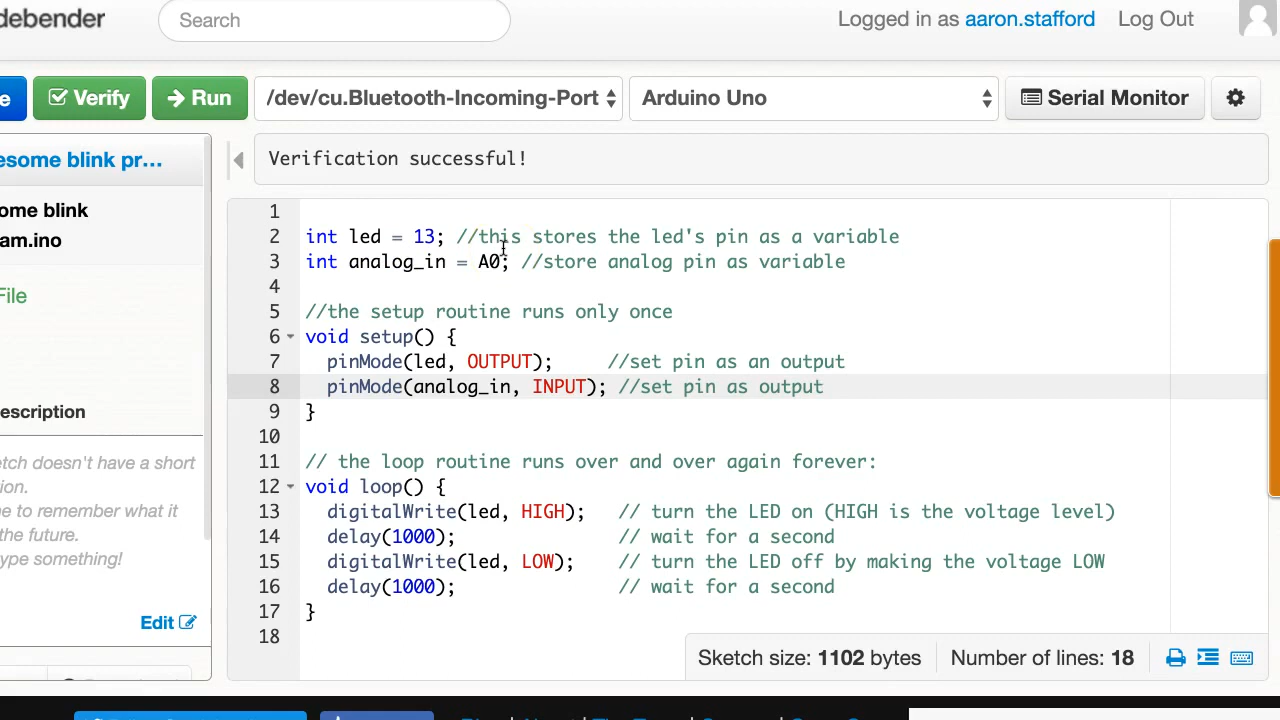 debender Search Logged in as aaron.stafford Log Out
e Verify Run /dev/cu.Bluetooth-Incoming-Port Arduino Uno Serial Monitor
esome blink pr…
Verification successful!
ome blink
am.ino
File
escription
etch doesn't have a short
ion.
e to remember what it
the future.
ype something!
Edit
1
2 int led = 13; //this stores the led's pin as a variable
3 int analog_in = A0; //store analog pin as variable
4
5 //the setup routine runs only once
6 void setup() {
7 pinMode(led, OUTPUT); //set pin as an output
8 pinMode(analog_in, INPUT); //set pin as output
9 }
10
11 // the loop routine runs over and over again forever:
12 void loop() {
13 digitalWrite(led, HIGH); // turn the LED on (HIGH is the voltage level)
14 delay(1000); // wait for a second
15 digitalWrite(led, LOW); // turn the LED off by making the voltage LOW
16 delay(1000); // wait for a second
17 }
18
Sketch size: 1102 bytes Number of lines: 18